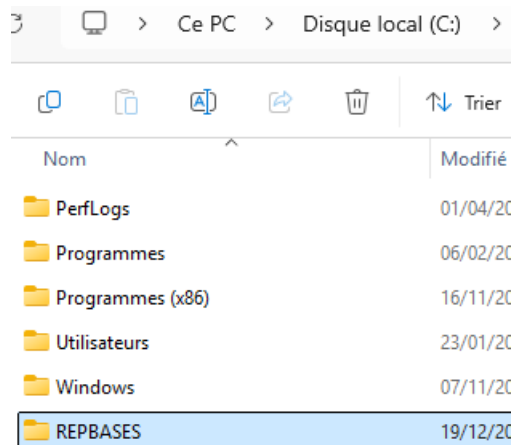 Ce PC > Disque local (C:) >
Trier
Nom Modifié
PerfLogs 01/04/20
Programmes 06/02/20
Programmes (x86) 16/11/20
Utilisateurs 23/01/20
Windows 07/11/20
REPBASES 19/12/20